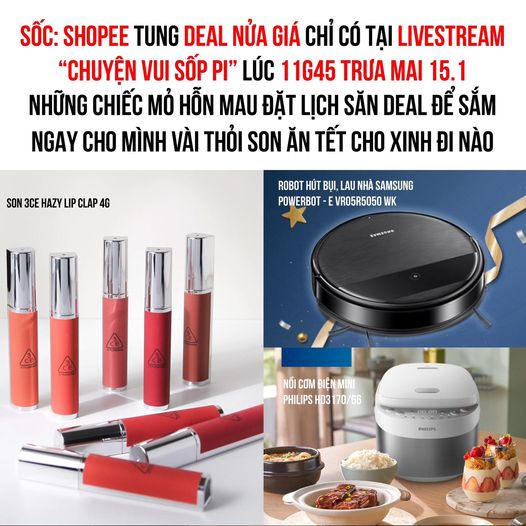 SỐC: SHOPEE TUNG DEAL NỬA GIÁ CHỈ CÓ TẠI LIVESTREAM
“CHUYỆN VUI SỐP PI” LÚC 11G45 TRƯA MAI 15.1
NHỮNG CHIẾC MỎ HỖN MAU ĐẶT LỊCH SĂN DEAL ĐỂ SẮM
NGAY CHO MÌNH VÀI THỎI SON ĂN TẾT CHO XINH ĐI NÀO
SON 3CE HAZY LIP CLAP 4G
ROBOT HÚT BỤI, LAU NHÀ SAMSUNG
POWERBOT - E VR05R5050 WK
SAMSUNG
NỒI CƠM ĐIỆN MINI
PHILIPS HD3170/66
PHILIPS